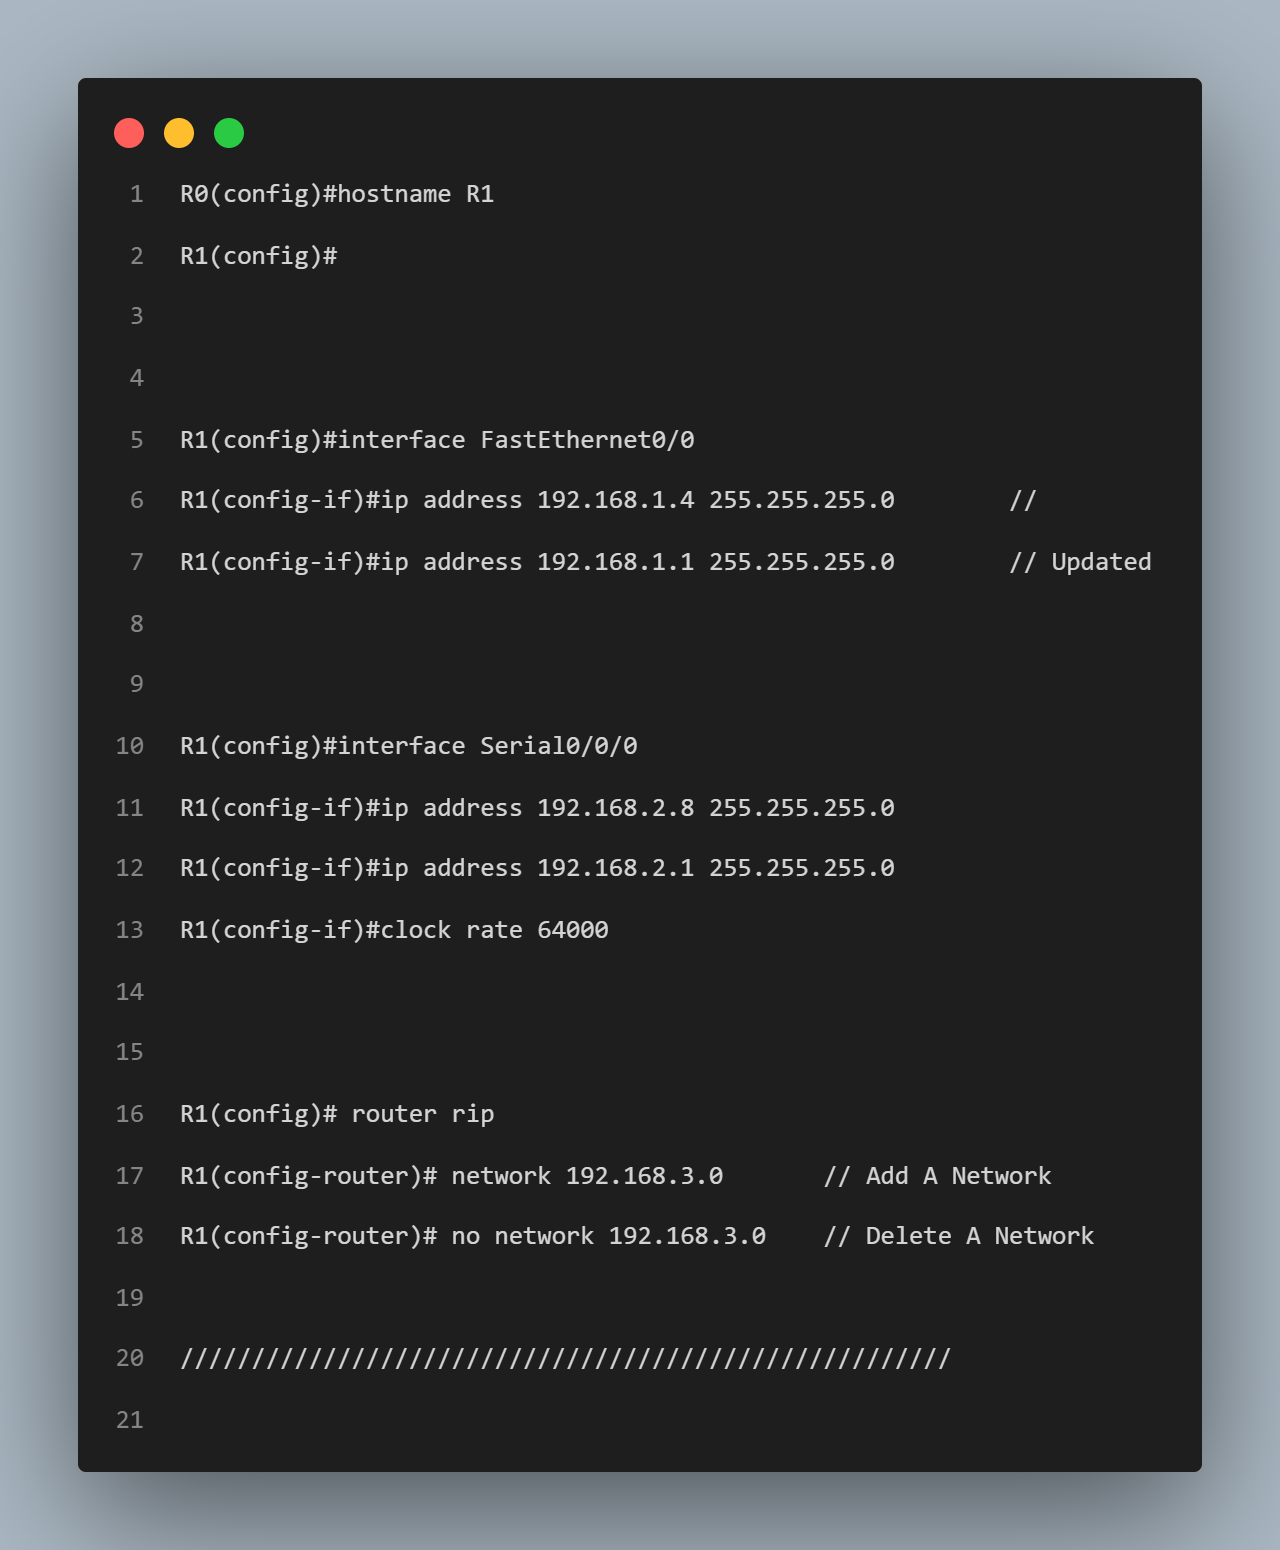 1 R0(config)#hostname R1
2 R1(config)#
3
4
5 R1(config)#interface FastEthernet0/0
6 R1(config-if)#ip address 192.168.1.4 255.255.255.0        //
7 R1(config-if)#ip address 192.168.1.1 255.255.255.0        // Updated
8
9
10 R1(config)#interface Serial0/0/0
11 R1(config-if)#ip address 192.168.2.8 255.255.255.0
12 R1(config-if)#ip address 192.168.2.1 255.255.255.0
13 R1(config-if)#clock rate 64000
14
15
16 R1(config)# router rip
17 R1(config-router)# network 192.168.3.0       // Add A Network
18 R1(config-router)# no network 192.168.3.0    // Delete A Network
19
20 //////////////////////////////////////////////////////
21